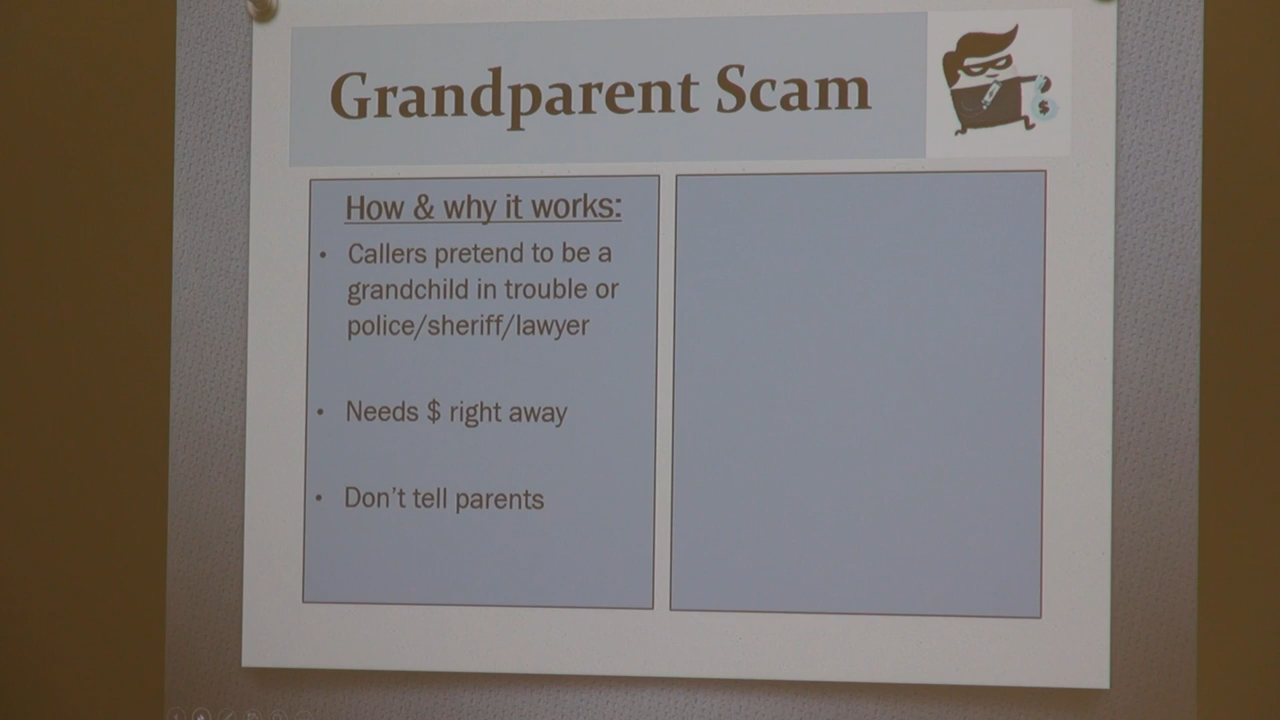 Grandparent Scam
$
How & why it works:
• Callers pretend to be a
grandchild in trouble or
police/sheriff/lawyer
• Needs $ right away
• Don't tell parents